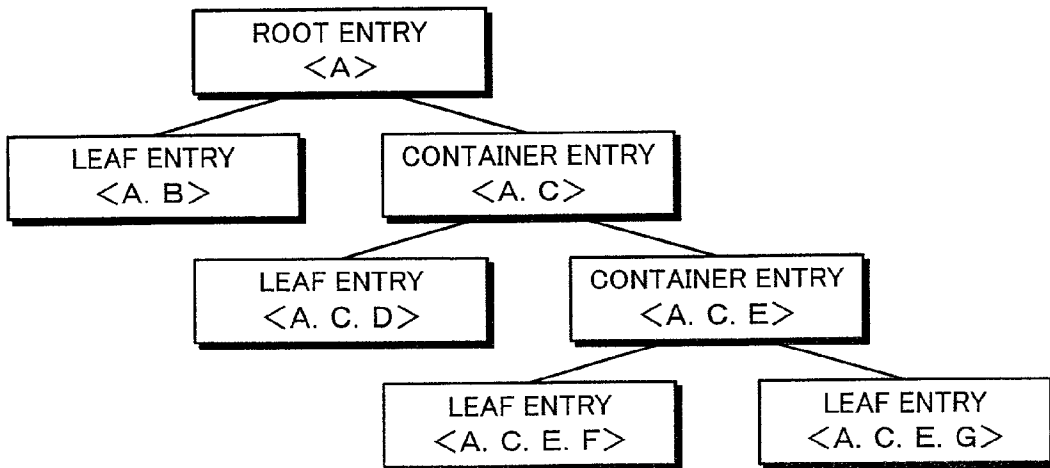 ROOT ENTRY
<A>
LEAF ENTRY
<A. B>
CONTAINER ENTRY
<A. C>
LEAF ENTRY
<A. C. D>
CONTAINER ENTRY
<A. C. E>
LEAF ENTRY
<A. C. E. F>
LEAF ENTRY
<A. C. E. G>